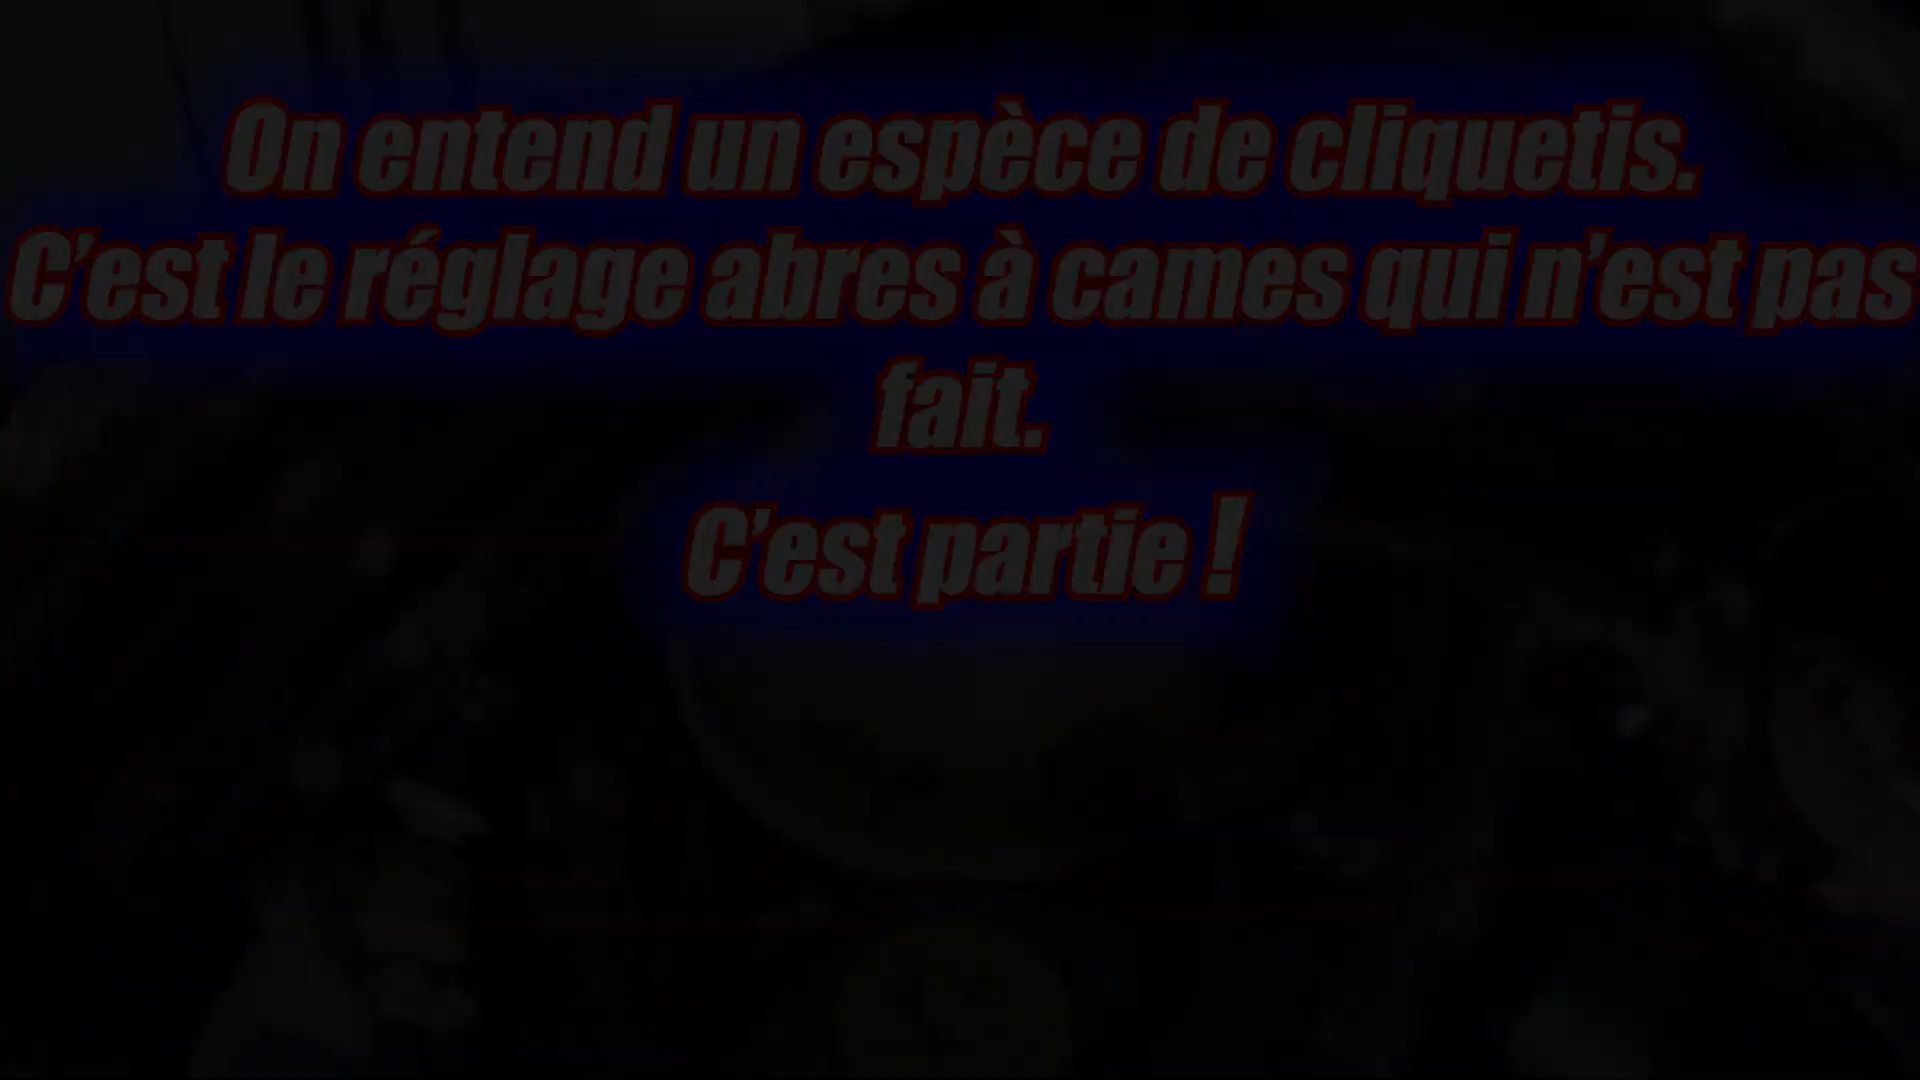 On entend un espèce de cliquetis.
C’est le réglage abres à cames qui n’est pas
fait.
C’est partie !